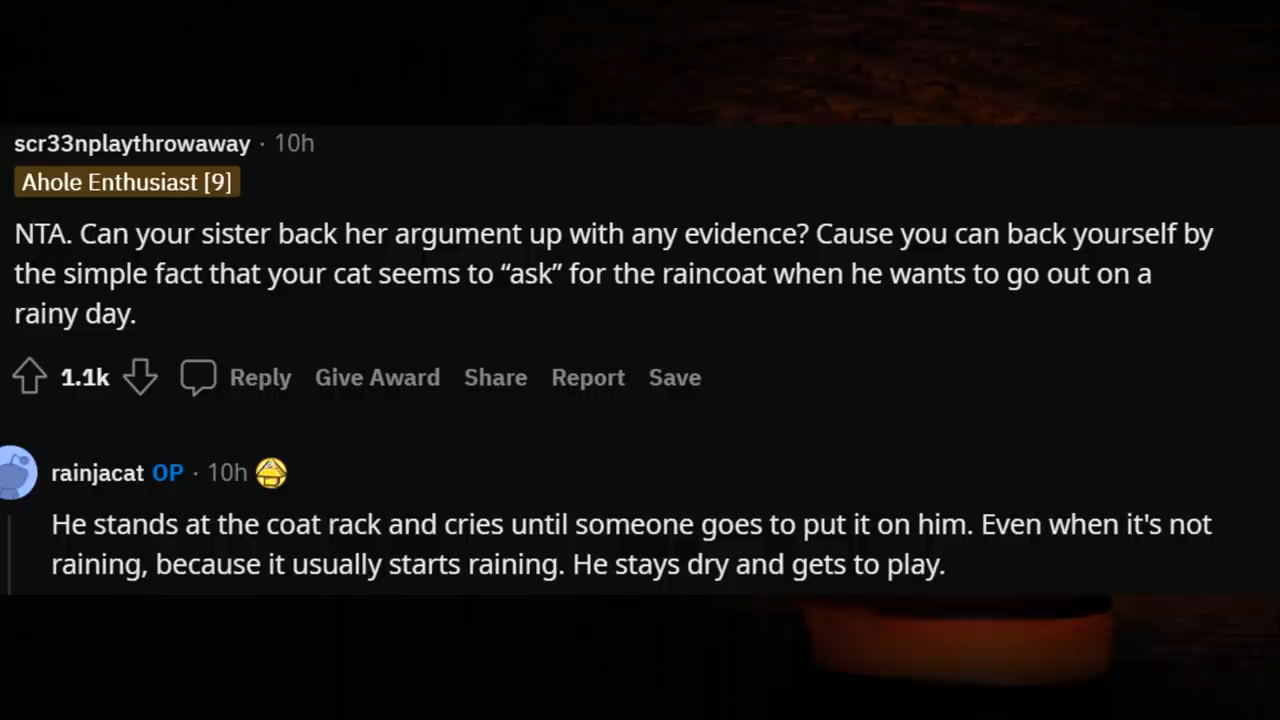 scr33nplaythrowaway · 10h
Ahole Enthusiast [9]
NTA. Can your sister back her argument up with any evidence? Cause you can back yourself by
the simple fact that your cat seems to “ask” for the raincoat when he wants to go out on a
rainy day.
1.1k Reply Give Award Share Report Save
rainjacat OP · 10h
He stands at the coat rack and cries until someone goes to put it on him. Even when it's not
raining, because it usually starts raining. He stays dry and gets to play.